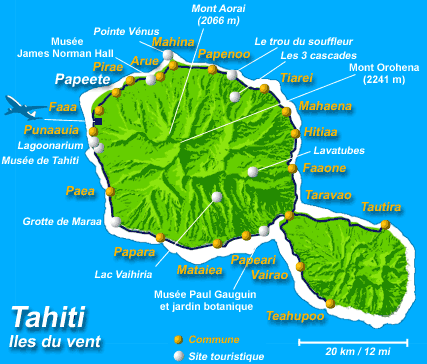 Mont Aorai
(2066 m)
Pointe Vénus
Mahina
Musée
James Norman Hall
Arue
Papenoo
Le trou du souffleur
Les 3 cascades
Pirae
Papeete
Tiarei
Mont Orohena
(2241 m)
Faaa
Mahaena
Punaauia
Hitiaa
Lagoonarium
Lavatubes
Musée de Tahiti
Faaone
Paea
Taravao
Tautira
Grotte de Maraa
Papara
Mataiea
Papeari
Vairao
Lac Vaihiria
Musée Paul Gauguin
et jardin botanique
Teahupoo
Tahiti
Iles du vent
Commune
Site touristique
20 km / 12 mi